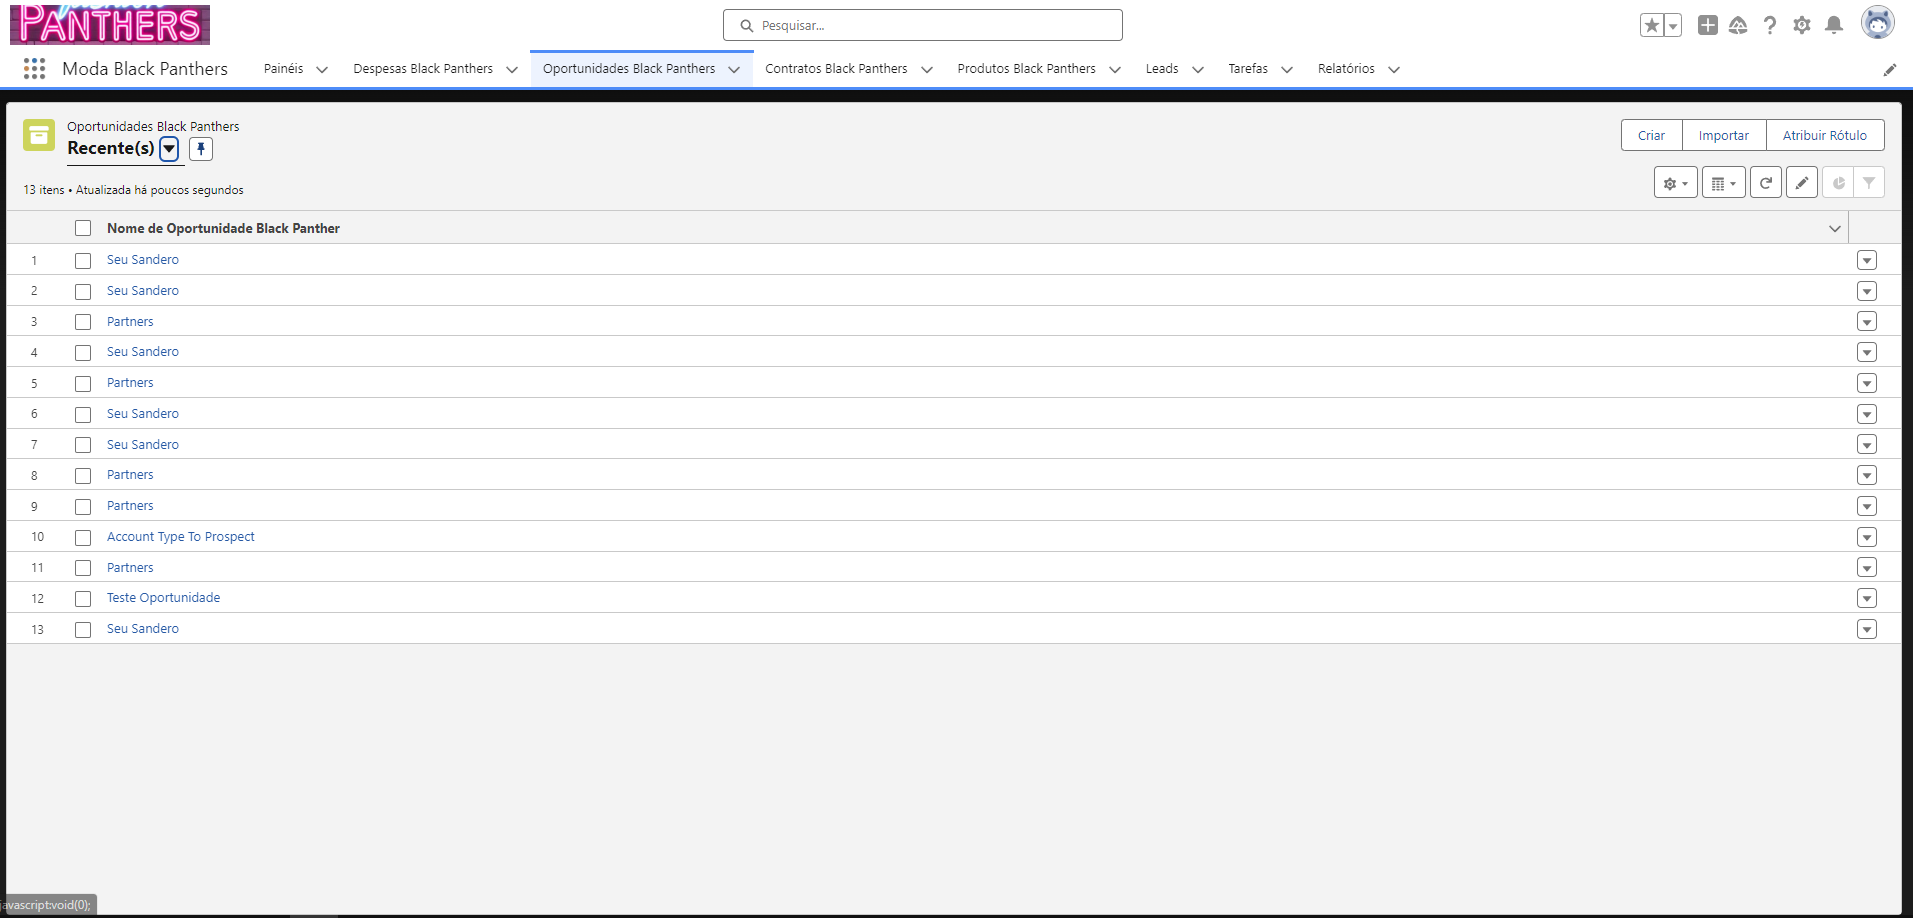 PANTHERS
Pesquisar...
Moda Black Panthers
Painéis
Despesas Black Panthers
Oportunidades Black Panthers
Contratos Black Panthers
Produtos Black Panthers
Leads
Tarefas
Relatórios
Oportunidades Black Panthers
Recente(s)
Criar
Importar
Atribuir Rótulo
13 itens • Atualizada há poucos segundos
Nome de Oportunidade Black Panther
1 Seu Sandero
2 Seu Sandero
3 Partners
4 Seu Sandero
5 Partners
6 Seu Sandero
7 Seu Sandero
8 Partners
9 Partners
10 Account Type To Prospect
11 Partners
12 Teste Oportunidade
13 Seu Sandero
javascript:void(0);